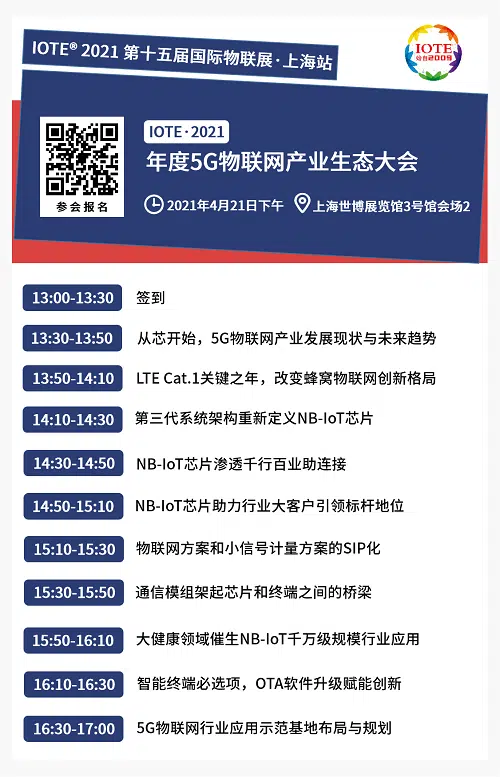 IOTE® 2021 第十五届国际物联展·上海站
IOTE
始自2009
IOTE·2021
年度5G物联网产业生态大会
参会报名
2021年4月21日下午
上海世博展览馆3号馆会场2
13:00-13:30 签到
13:30-13:50 从芯开始，5G物联网产业发展现状与未来趋势
13:50-14:10 LTE Cat.1关键之年，改变蜂窝物联网创新格局
14:10-14:30 第三代系统架构重新定义NB-IoT芯片
14:30-14:50 NB-IoT芯片渗透千行百业助连接
14:50-15:10 NB-IoT芯片助力行业大客户引领标杆地位
15:10-15:30 物联网方案和小信号计量方案的SIP化
15:30-15:50 通信模组架起芯片和终端之间的桥梁
15:50-16:10 大健康领域催生NB-IoT千万级规模行业应用
16:10-16:30 智能终端必选项，OTA软件升级赋能创新
16:30-17:00 5G物联网行业应用示范基地布局与规划